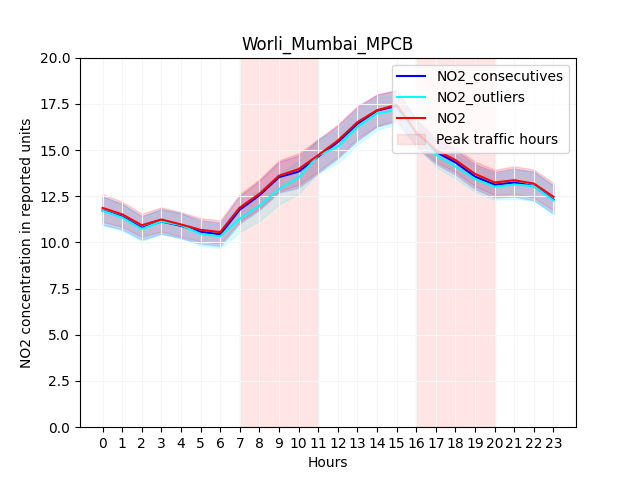 Worli_Mumbai_MPCB
NO2 concentration in reported units
20.0
17.5
15.0
12.5
10.0
7.5
5.0
2.5
0.0
NO2_consecutives
NO2_outliers
NO2
Peak traffic hours
0 1 2 3 4 5 6 7 8 9 10 11 12 13 14 15 16 17 18 19 20 21 22 23
Hours